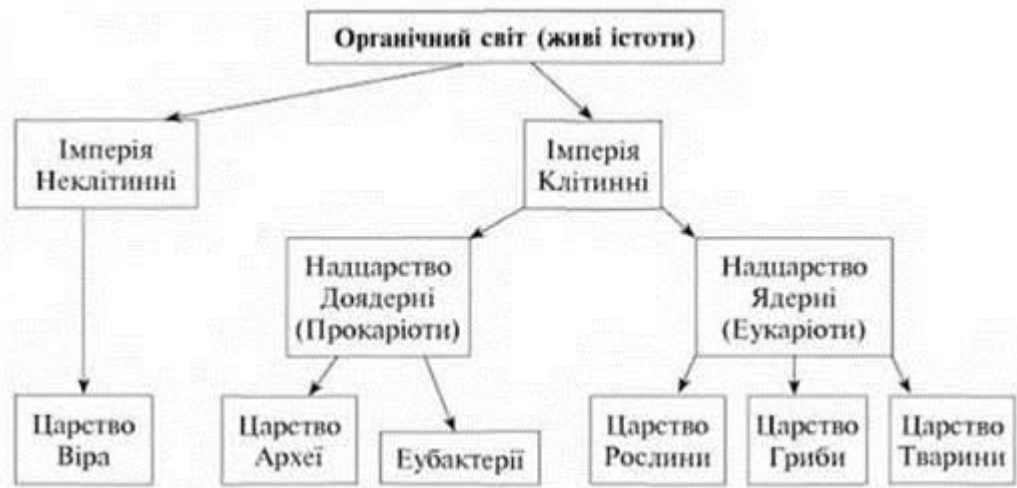 Органічний світ (живі істоти)
Імперія
Неклітинні
Імперія
Клітинні
Надцарство
Доядерні
(Прокаріоти)
Надцарство
Ядерні
(Еукаріоти)
Царство
Віра
Царство
Археї
Еубактерії
Царство
Рослини
Царство
Гриби
Царство
Тварини